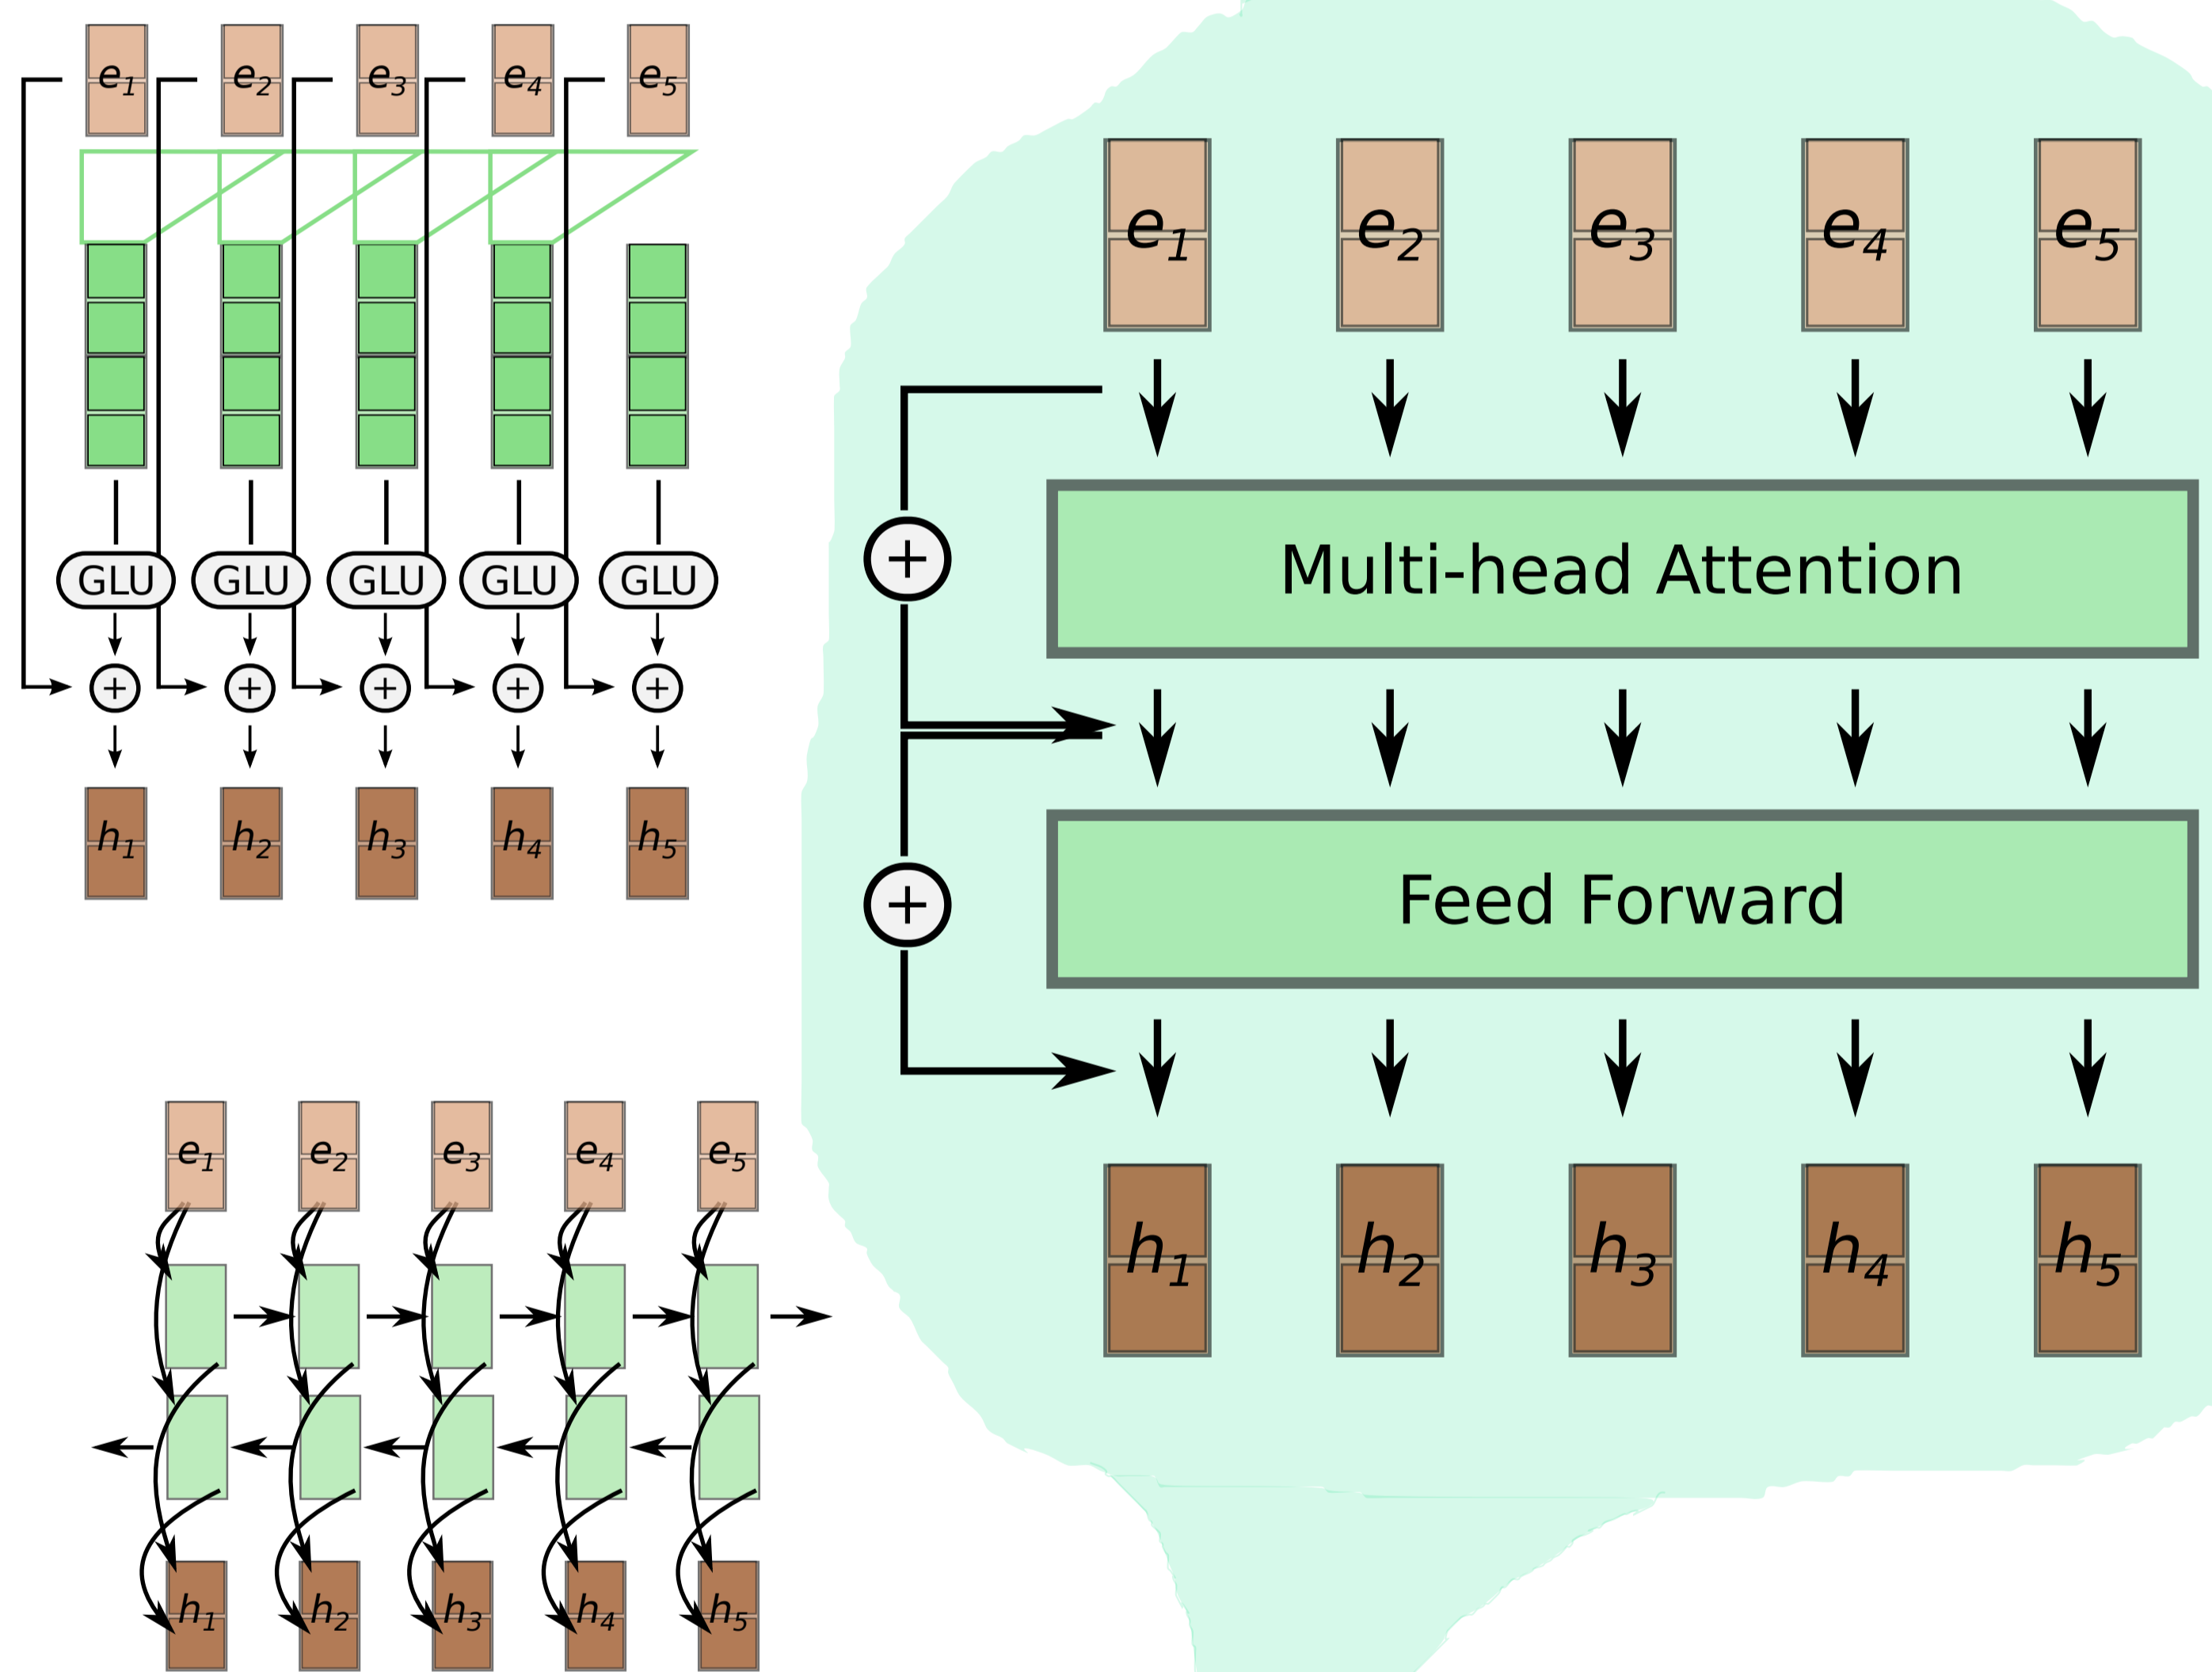 e1 e2 e3 e4 e5
GLU GLU GLU GLU GLU
+ + + + +
h1 h2 h3 h4 h5
e1 e2 e3 e4 e5
h1 h2 h3 h4 h5
e1 e2 e3 e4 e5
+
Multi-head Attention
+
Feed Forward
h1 h2 h3 h4 h5